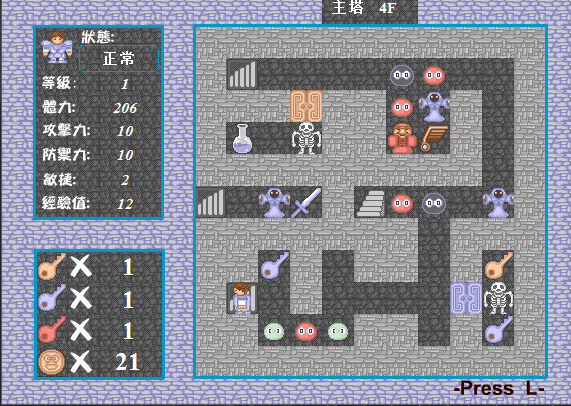 主塔 4F
狀態:
正常
等級: 1
體力: 206
攻擊力: 10
防禦力: 10
敏捷: 2
經驗值: 12
1
1
1
21
-Press L-